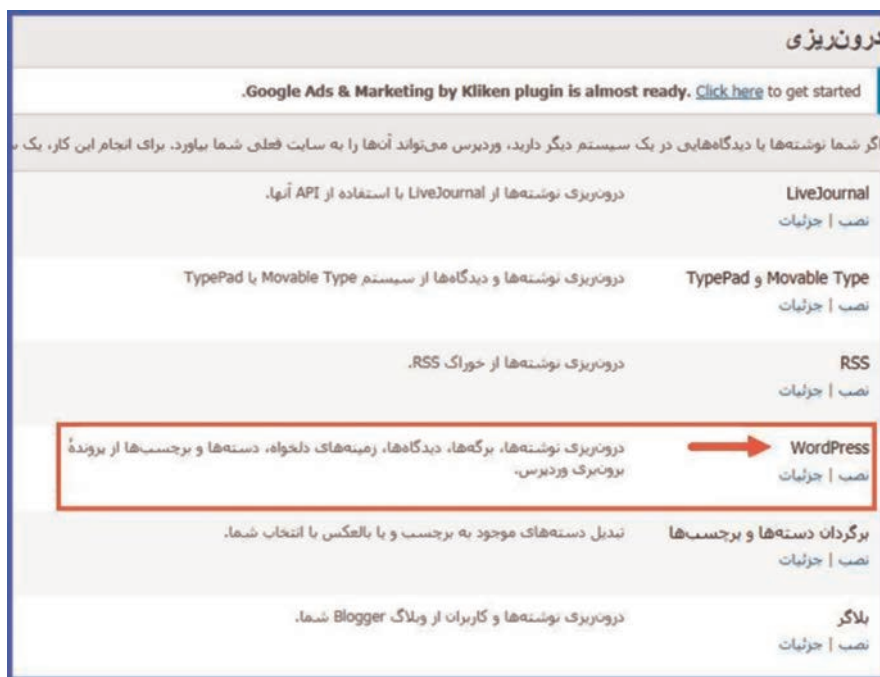 درون‌ریزی
Google Ads & Marketing by Kliken plugin is almost ready. Click here to get started.
اگر شما نوشته‌ها یا دیدگاه‌هایی در یک سیستم دیگر دارید، وردپرس می‌تواند آن‌ها را به سایت فعلی شما بیاورد. برای انجام این کار، یک
LiveJournal درون‌ریزی نوشته‌ها از LiveJournal با استفاده از API آنها.
نصب | جزئیات
Movable Type و TypePad درون‌ریزی نوشته‌ها و دیدگاه‌ها از سیستم Movable Type یا TypePad
نصب | جزئیات
RSS درون‌ریزی نوشته‌ها از خوراک RSS.
نصب | جزئیات
WordPress درون‌ریزی نوشته‌ها، برگه‌ها، دیدگاه‌ها، زمینه‌های دلخواه، دسته‌ها و برچسب‌ها از پروندهٔ
نصب | جزئیات برون‌بری وردپرس.
برگردان دسته‌ها و برچسب‌ها تبدیل دسته‌های موجود به برچسب و یا بالعکس با انتخاب شما.
نصب | جزئیات
بلاگر درون‌ریزی نوشته‌ها و کاربران از وبلاگ Blogger شما.
نصب | جزئیات